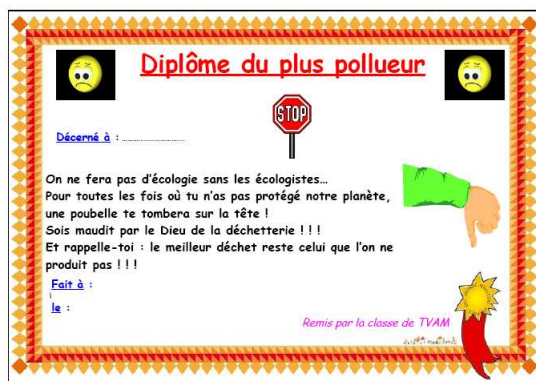 Diplôme du plus pollueur
STOP
Décerné à : ............................
On ne fera pas d'écologie sans les écologistes...
Pour toutes les fois où tu n'as pas protégé notre planète,
une poubelle te tombera sur la tête !
Sois maudit par le Dieu de la déchetterie ! ! !
Et rappelle-toi : le meilleur déchet reste celui que l'on ne
produit pas ! ! !
Fait à :
le :
Remis par la classe de TVAM